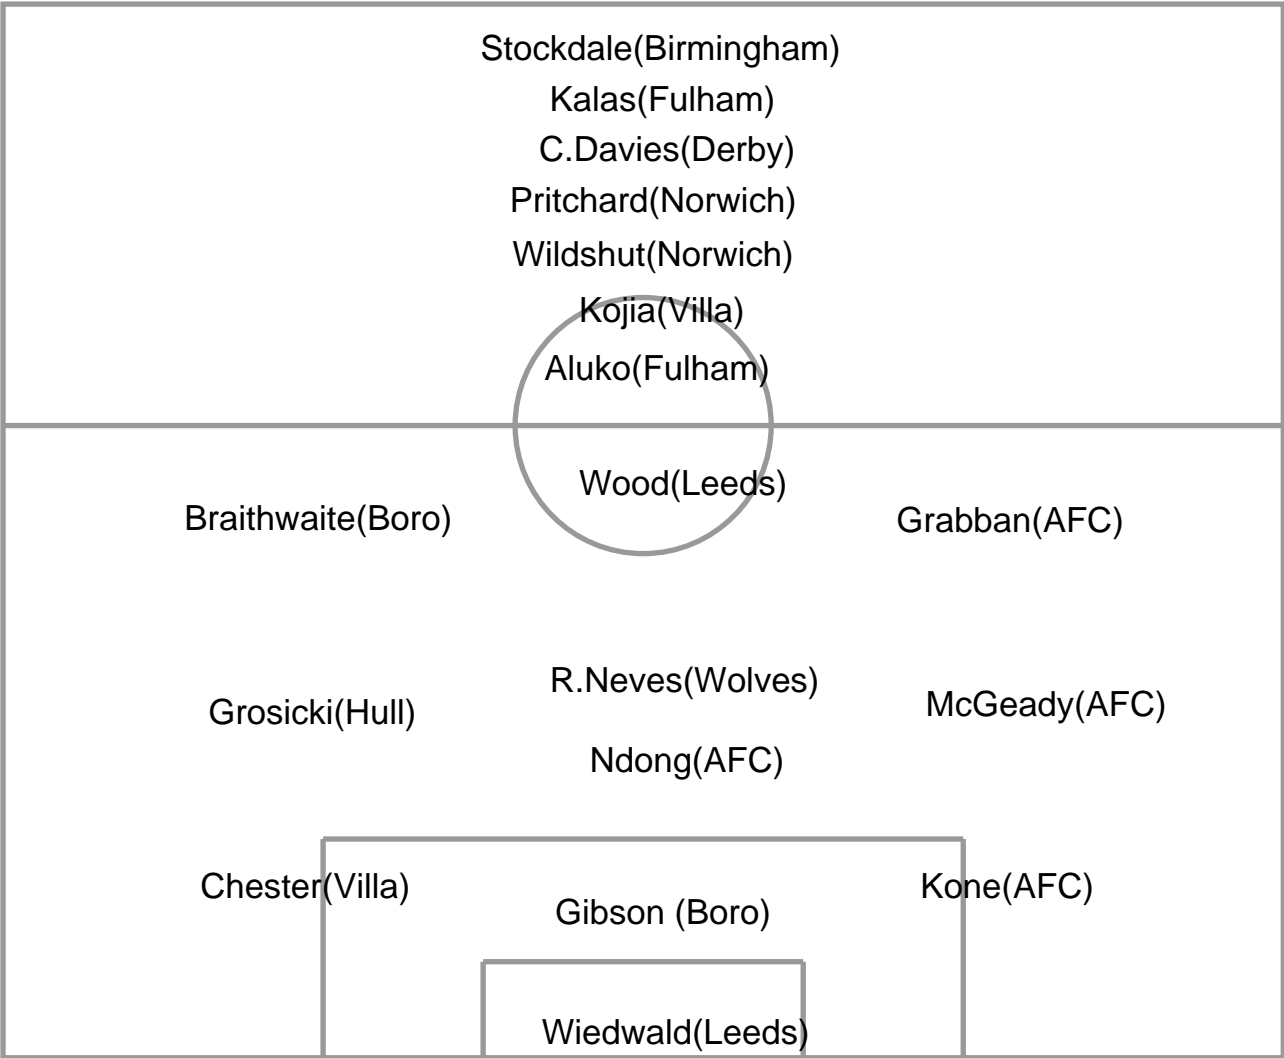 Stockdale(Birmingham)
Kalas(Fulham)
C.Davies(Derby)
Pritchard(Norwich)
Wildshut(Norwich)
Kojia(Villa)
Aluko(Fulham)
Wood(Leeds)
Braithwaite(Boro)
Grabban(AFC)
R.Neves(Wolves)
Grosicki(Hull)
McGeady(AFC)
Ndong(AFC)
Chester(Villa)
Kone(AFC)
Gibson (Boro)
Wiedwald(Leeds)